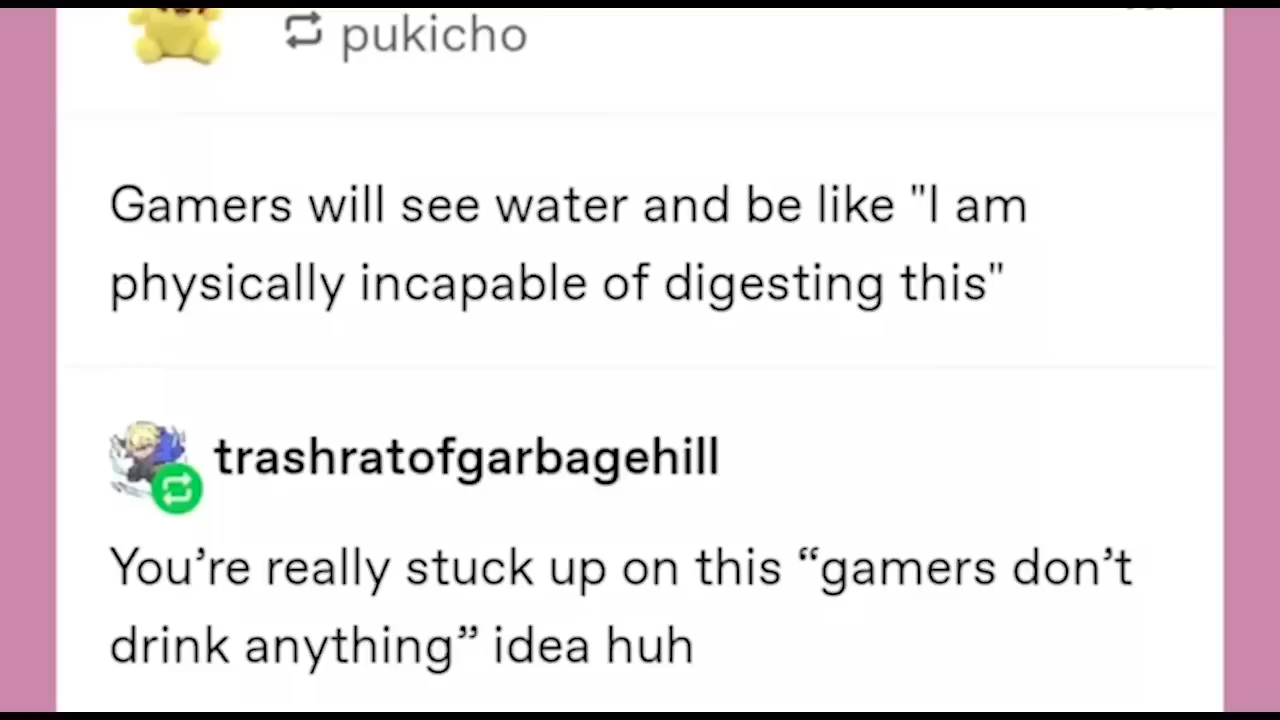 pukicho
Gamers will see water and be like "I am
physically incapable of digesting this"
trashratofgarbagehill
You’re really stuck up on this “gamers don’t
drink anything” idea huh